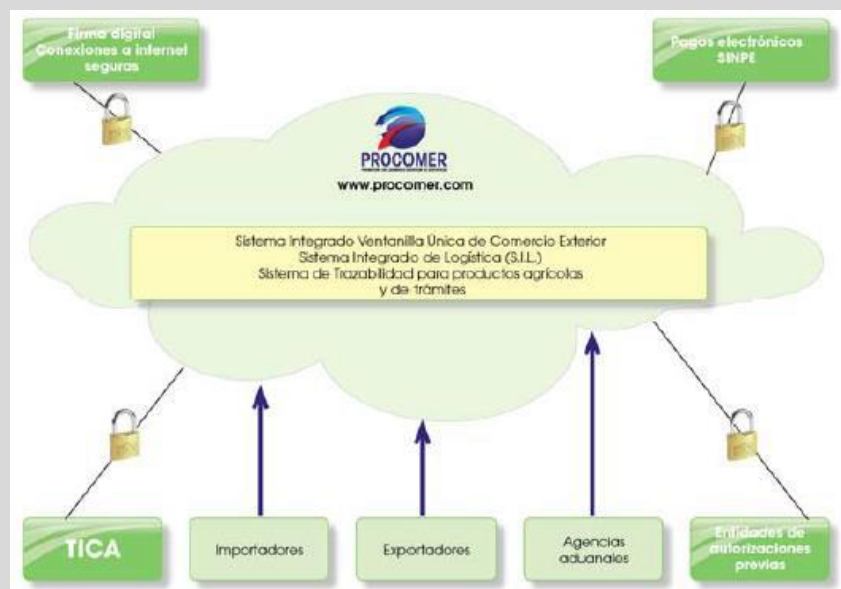 Firma digital
Conexiones a internet
seguras
Pagos electrónicos
SINPE
PROCOMER
www.procomer.com
Sistema Integrado Ventanilla Única de Comercio Exterior
Sistema Integrado de Logística (S.I.L.)
Sistema de Trazabilidad para productos agrícolas
y de trámites
TICA
Importadores
Exportadores
Agencias
aduanales
Entidades de
autorizaciones
previas